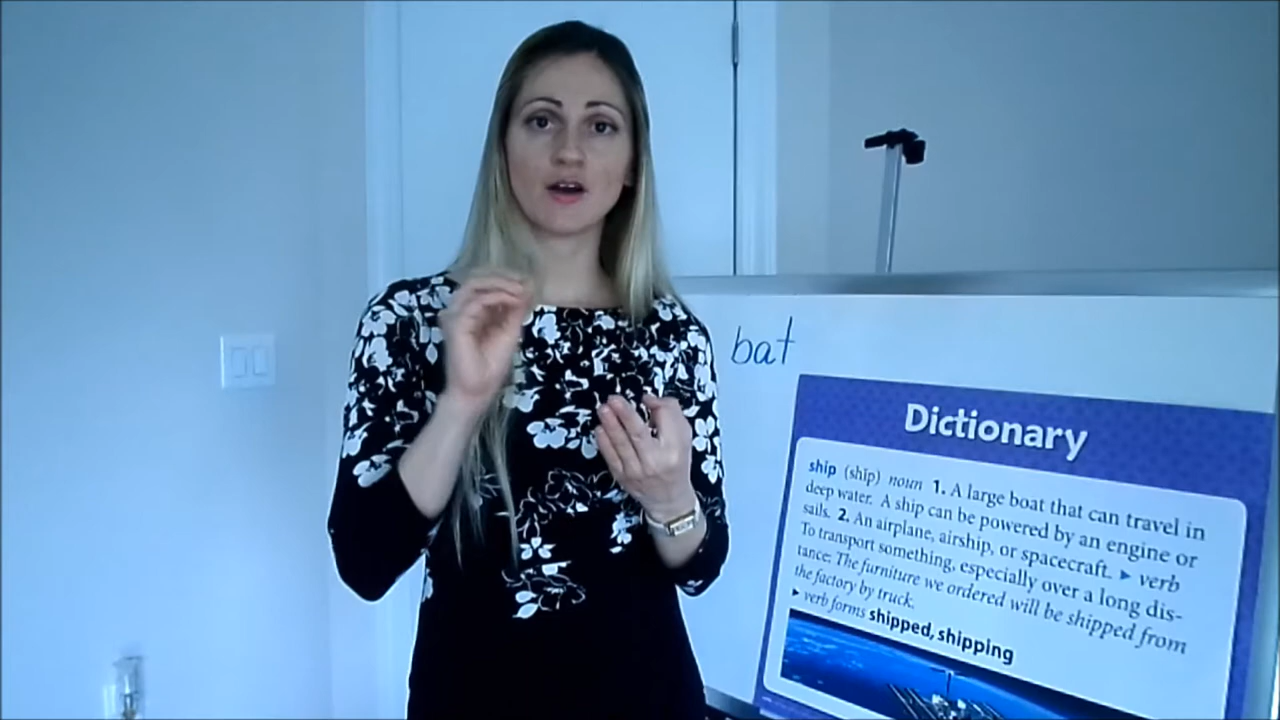 bat
Dictionary
ship (ship) noun 1. A large boat that can travel in
deep water. A ship can be powered by an engine or
sails. 2. An airplane, airship, or spacecraft. ▸ verb
To transport something, especially over a long dis-
tance: The furniture we ordered will be shipped from
the factory by truck.
▸ verb forms shipped, shipping